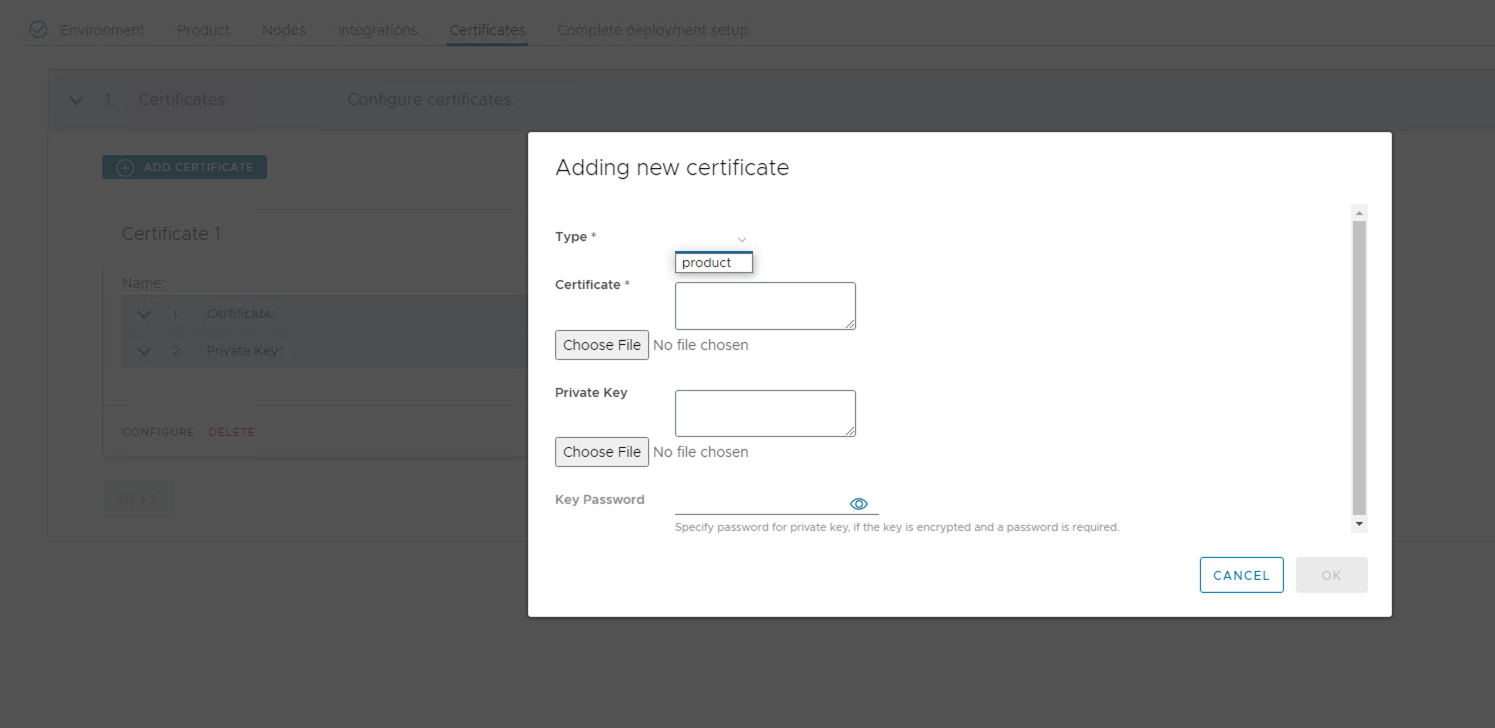 Environment Product Nodes Integrations Certificates Complete deployment setup
1. Certificates Configure certificates.
ADD CERTIFICATE
Certificate 1
Name:
1. Certificate:
2. Private Key:
CONFIGURE DELETE
NEXT
Adding new certificate
Type *
product
Certificate *
Choose File No file chosen
Private Key
Choose File No file chosen
Key Password
Specify password for private key, if the key is encrypted and a password is required.
CANCEL OK